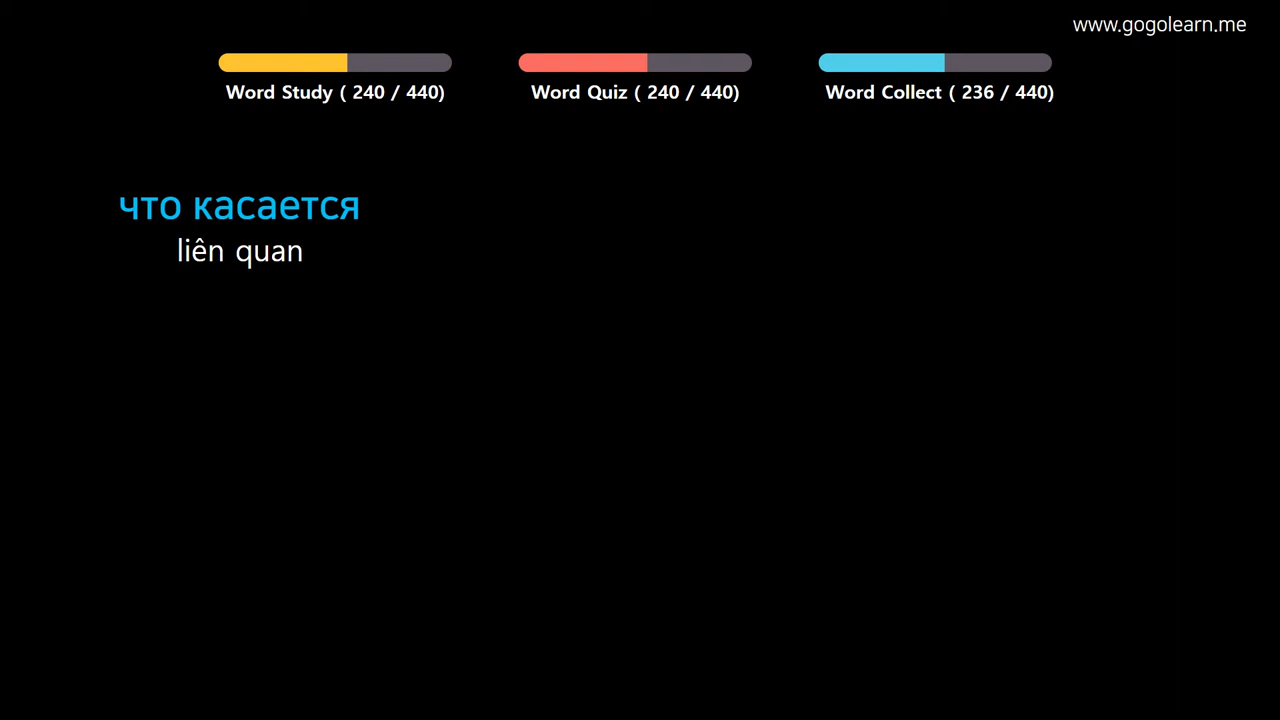 www.gogolearn.me
Word Study ( 240 / 440)
Word Quiz ( 240 / 440)
Word Collect ( 236 / 440)
что касается
liên quan